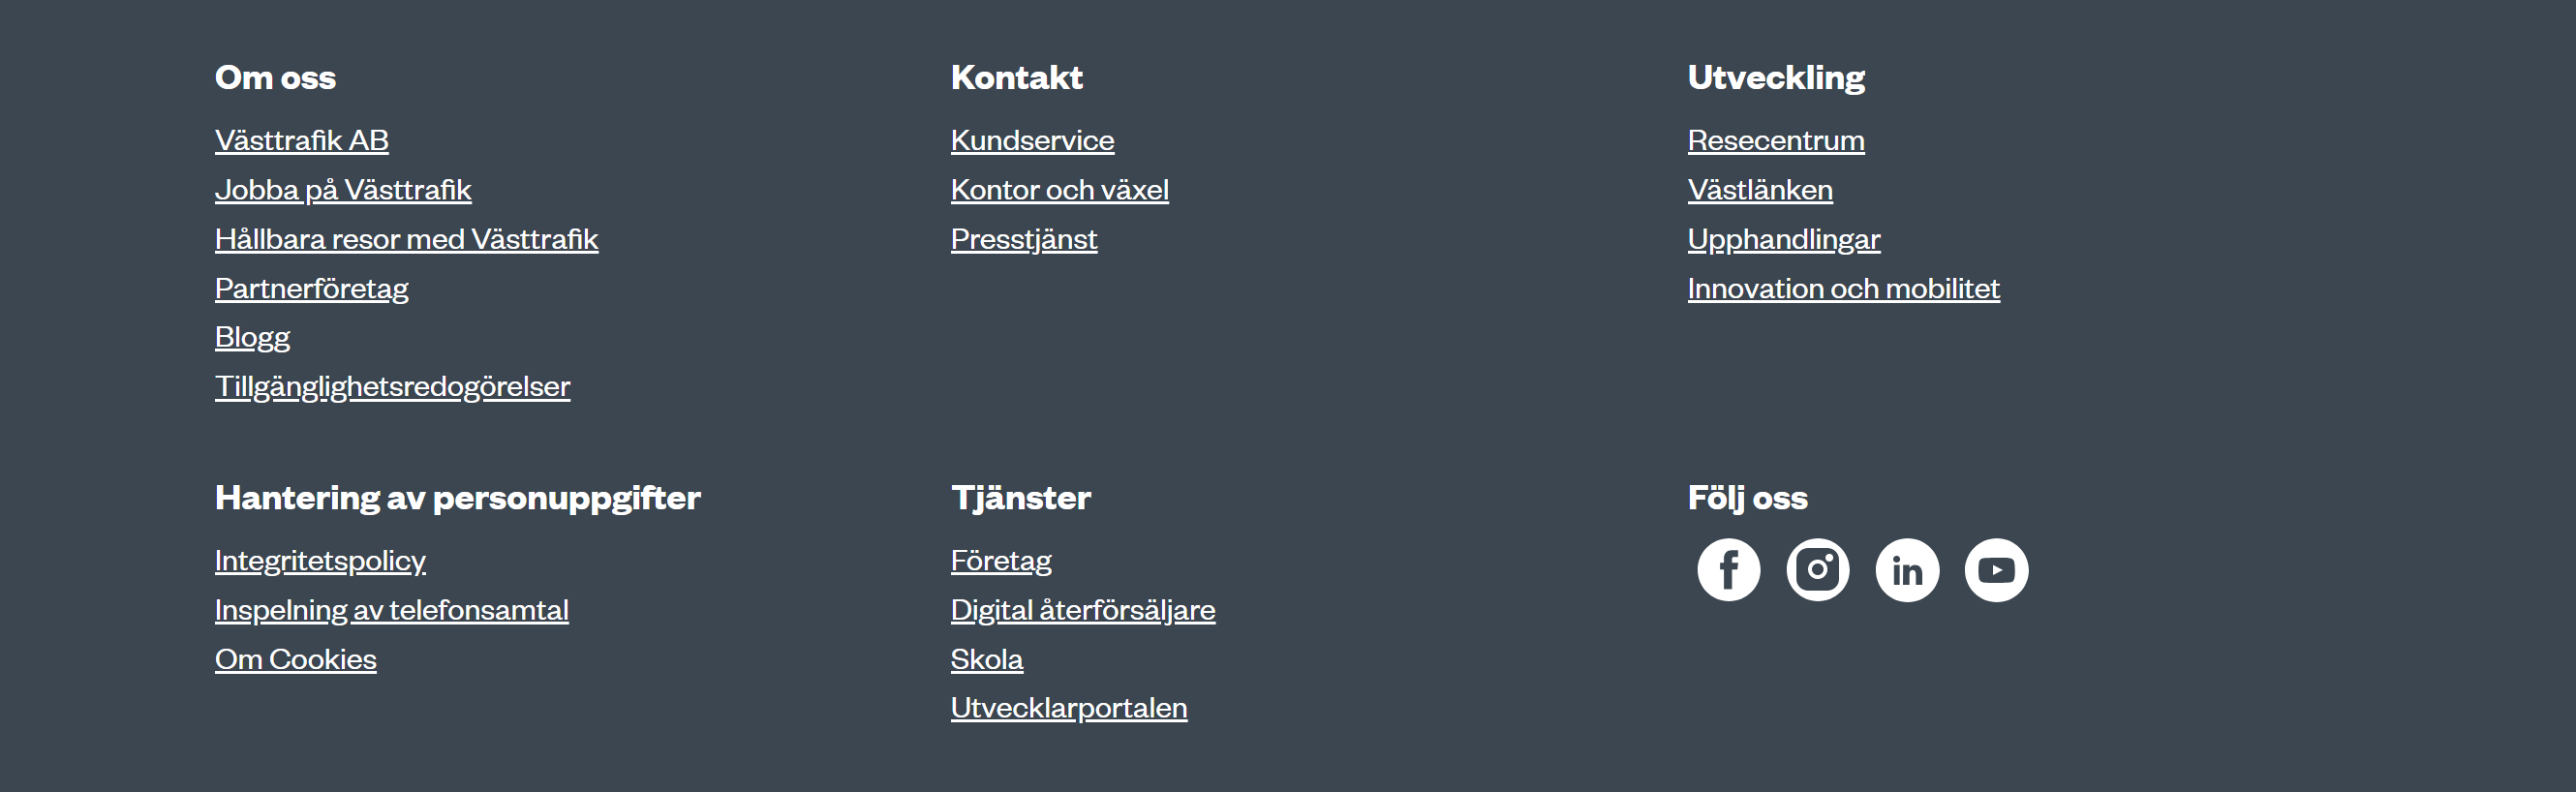 Om oss
Västtrafik AB
Jobba på Västtrafik
Hållbara resor med Västtrafik
Partnerföretag
Blogg
Tillgänglighetsredogörelser
Kontakt
Kundservice
Kontor och växel
Presstjänst
Utveckling
Resecentrum
Västlänken
Upphandlingar
Innovation och mobilitet
Hantering av personuppgifter
Integritetspolicy
Inspelning av telefonsamtal
Om Cookies
Tjänster
Företag
Digital återförsäljare
Skola
Utvecklarportalen
Följ oss